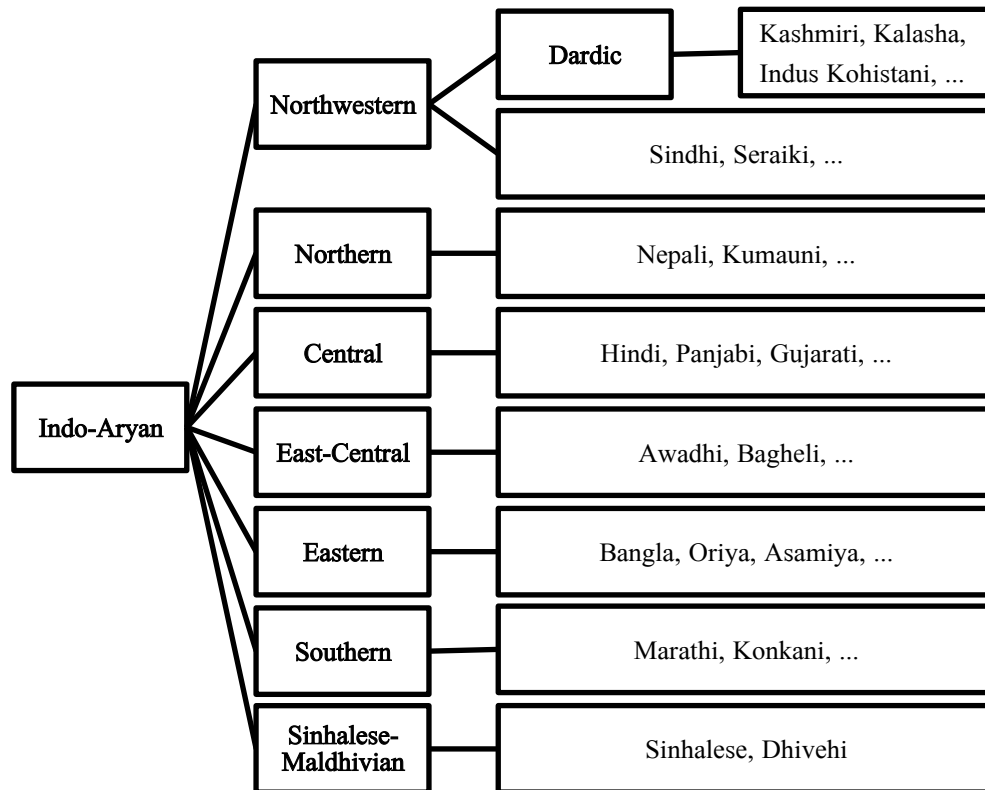 Dardic
Kashmiri, Kalasha,
Indus Kohistani, ...
Northwestern
Sindhi, Seraiki, ...
Northern
Nepali, Kumauni, ...
Central
Hindi, Panjabi, Gujarati, ...
Indo-Aryan
East-Central
Awadhi, Bagheli, ...
Eastern
Bangla, Oriya, Asamiya, ...
Southern
Marathi, Konkani, ...
Sinhalese-
Maldhivian
Sinhalese, Dhivehi